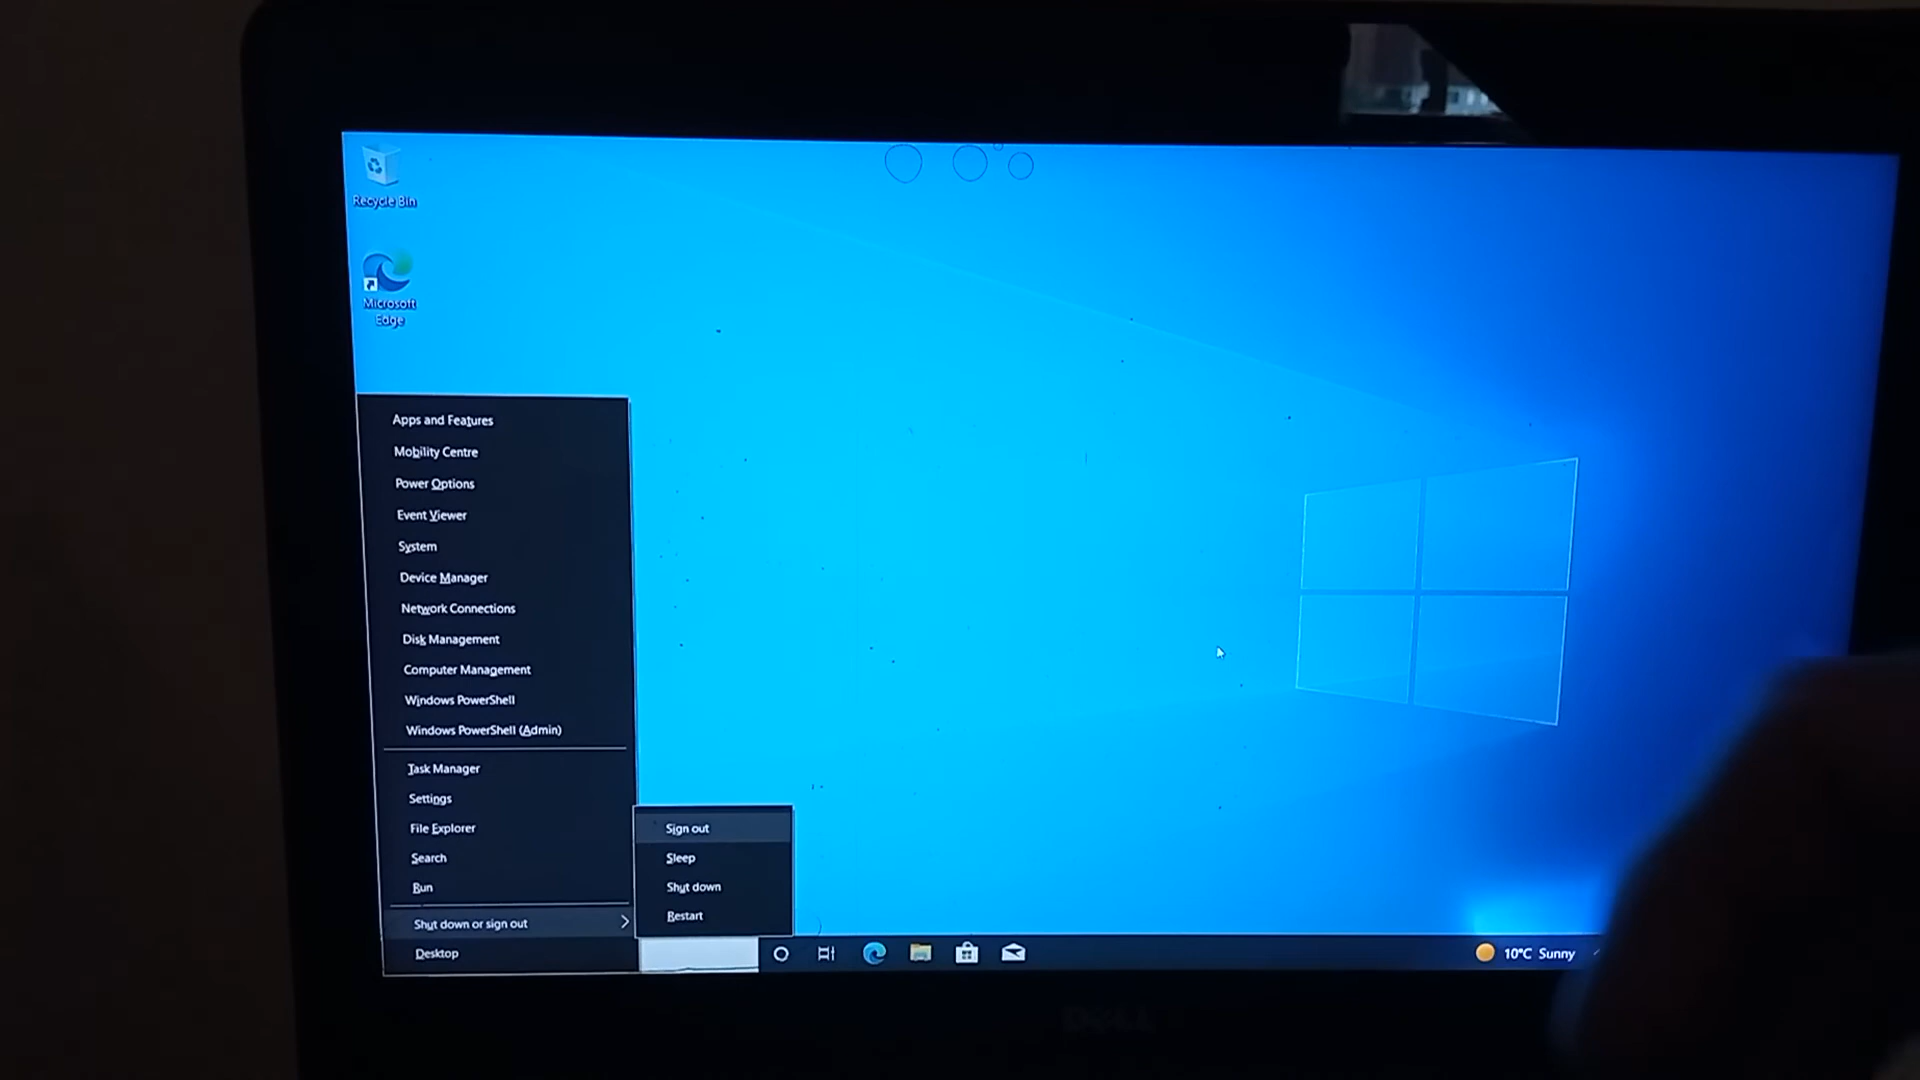 Recycle Bin
Microsoft
Edge
Apps and Features
Mobility Centre
Power Options
Event Viewer
System
Device Manager
Network Connections
Disk Management
Computer Management
Windows PowerShell
Windows PowerShell (Admin)
Task Manager
Settings
File Explorer
Search
Run
Shut down or sign out
Desktop
Sign out
Sleep
Shut down
Restart
10°C Sunny
DELL